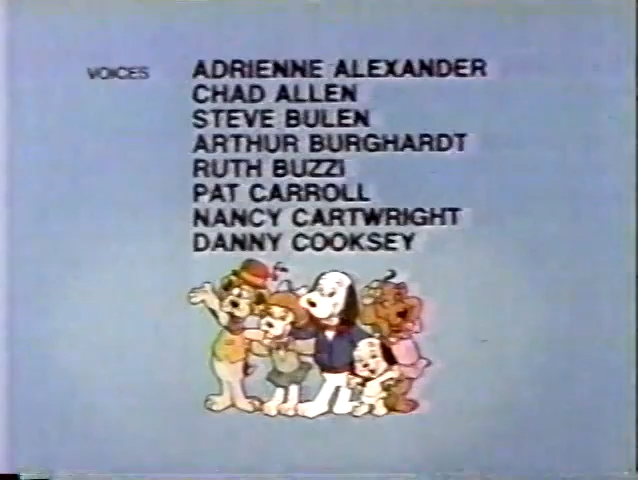 VOICES ADRIENNE ALEXANDER
CHAD ALLEN
STEVE BULEN
ARTHUR BURGHARDT
RUTH BUZZI
PAT CARROLL
NANCY CARTWRIGHT
DANNY COOKSEY